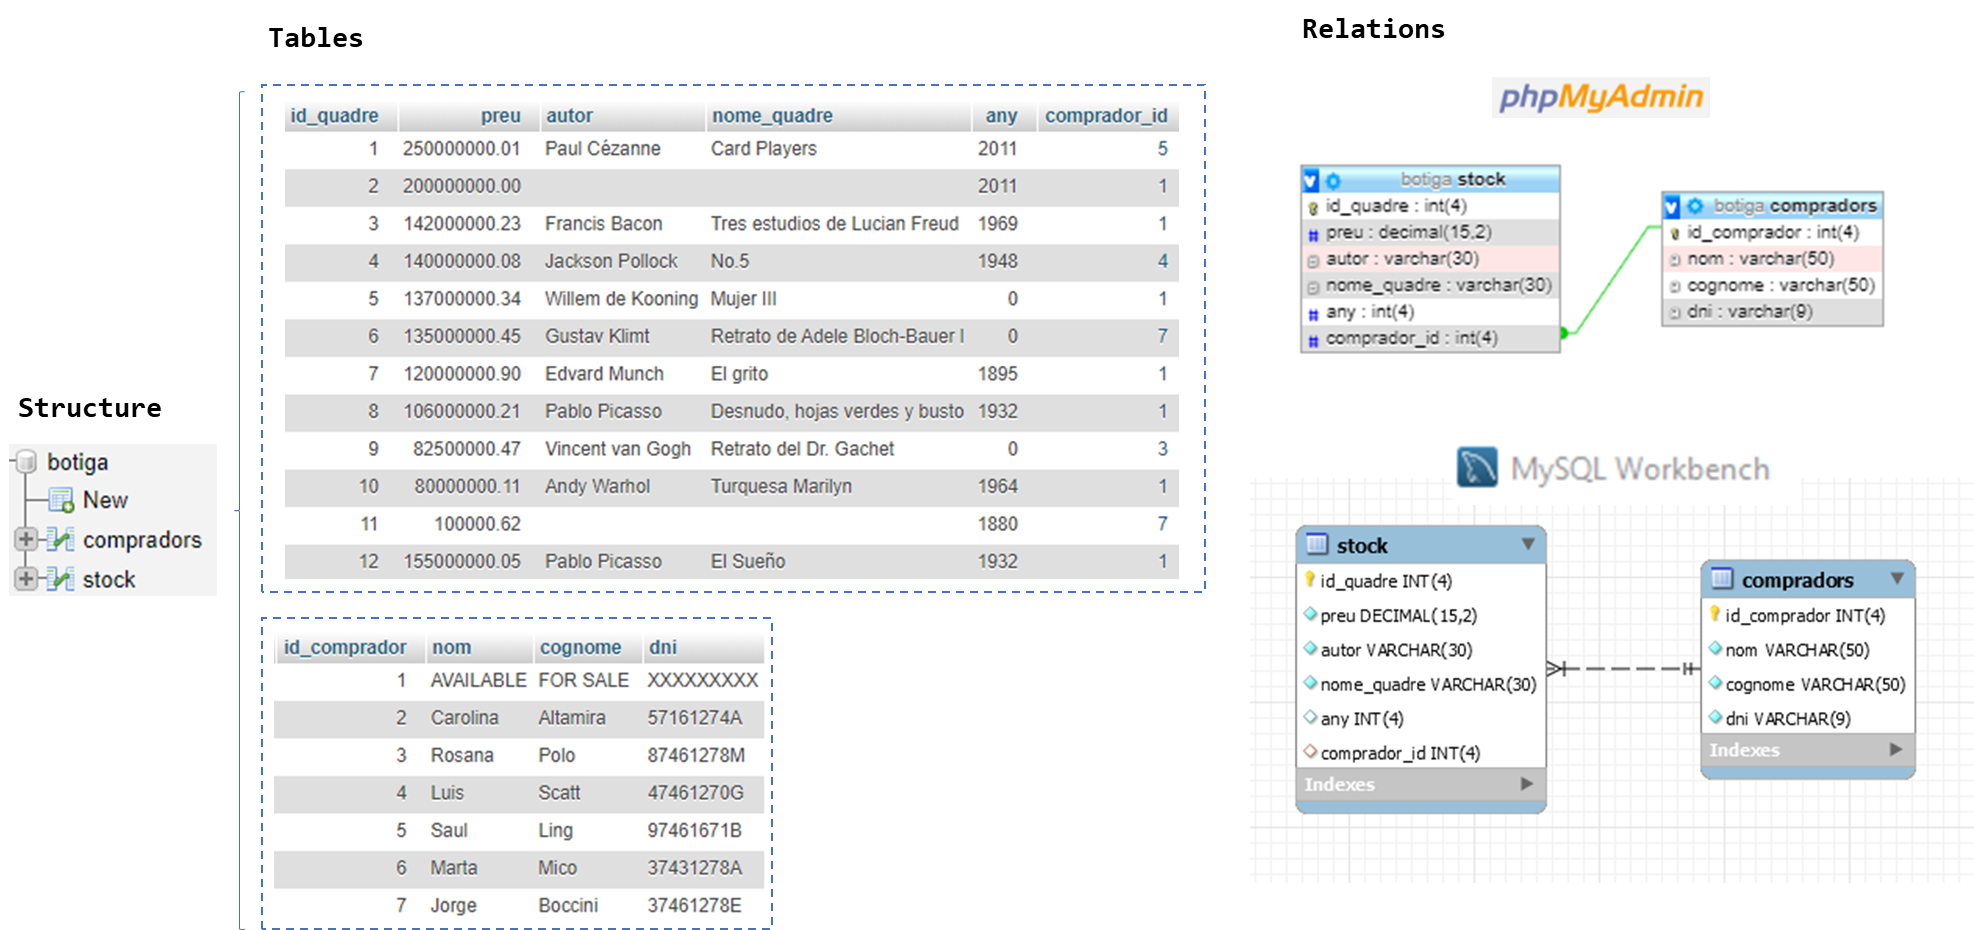 Tables
Relations
Structure
botiga
New
compradors
stock
id_quadre preu autor nome_quadre any comprador_id
1 250000000.01 Paul Cézanne Card Players 2011 5
2 200000000.00 2011 1
3 142000000.23 Francis Bacon Tres estudios de Lucian Freud 1969 1
4 140000000.08 Jackson Pollock No.5 1948 4
5 137000000.34 Willem de Kooning Mujer III 0 1
6 135000000.45 Gustav Klimt Retrato de Adele Bloch-Bauer I 0 7
7 120000000.90 Edvard Munch El grito 1895 1
8 106000000.21 Pablo Picasso Desnudo, hojas verdes y busto 1932 1
9 82500000.47 Vincent van Gogh Retrato del Dr. Gachet 0 3
10 80000000.11 Andy Warhol Turquesa Marilyn 1964 1
11 100000.62 1880 7
12 155000000.05 Pablo Picasso El Sueño 1932 1
id_comprador nom cognome dni
1 AVAILABLE FOR SALE XXXXXXXXX
2 Carolina Altamira 57161274A
3 Rosana Polo 87461278M
4 Luis Scatt 47461270G
5 Saul Ling 97461671B
6 Marta Mico 37431278A
7 Jorge Boccini 37461278E
phpMyAdmin
botiga stock
id_quadre : int(4)
preu : decimal(15,2)
autor : varchar(30)
nome_quadre : varchar(30)
any : int(4)
comprador_id : int(4)
botiga compradors
id_comprador : int(4)
nom : varchar(50)
cognome : varchar(50)
dni : varchar(9)
MySQL Workbench
stock
id_quadre INT(4)
preu DECIMAL(15,2)
autor VARCHAR(30)
nome_quadre VARCHAR(30)
any INT(4)
comprador_id INT(4)
Indexes
compradors
id_comprador INT(4)
nom VARCHAR(50)
cognome VARCHAR(50)
dni VARCHAR(9)
Indexes